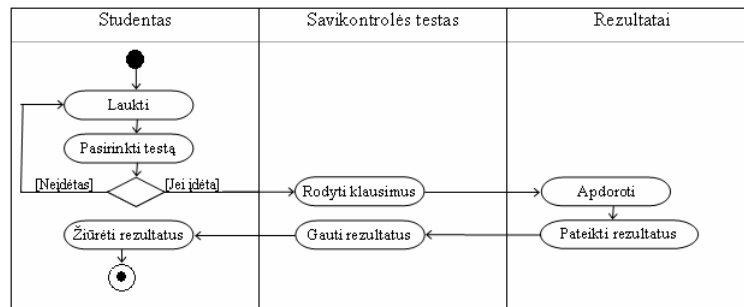 Studentas
Savikontrolės testas
Rezultatai
Laukti
Pasirinkti testą
[Neįdėtas]
[Jei įdėta]
Rodyti klausimus
Apdoroti
Žiūrėti rezultatus
Gauti rezultatus
Pateikti rezultatus